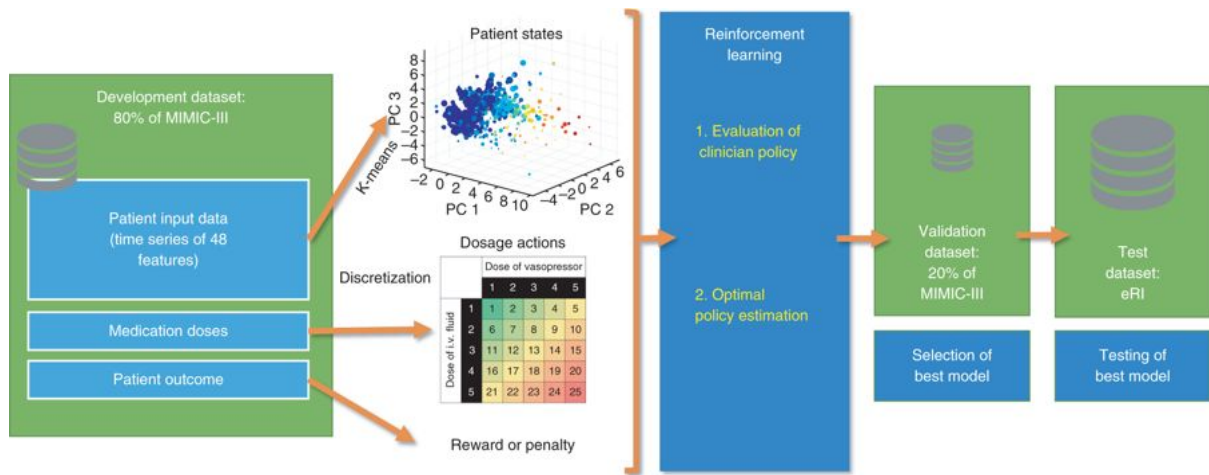 Development dataset:
80% of MIMIC-III
Patient input data
(time series of 48
features)
Medication doses
Patient outcome
K-means
Discretization
Patient states
PC 3
8
6
4
2
0
−2
−4
−6
−2 0 2 4 6 8 10
PC 1
−4 −2 0 2 4 6
PC 2
Dosage actions
Dose of vasopressor
Dose of i.v. fluid
1 2 3 4 5
1 1 2 3 4 5
2 6 7 8 9 10
3 11 12 13 14 15
4 16 17 18 19 20
5 21 22 23 24 25
Reward or penalty
Reinforcement
learning
1. Evaluation of
clinician policy
2. Optimal
policy estimation
Validation
dataset:
20% of
MIMIC-III
Selection of
best model
Test
dataset:
eRI
Testing of
best model